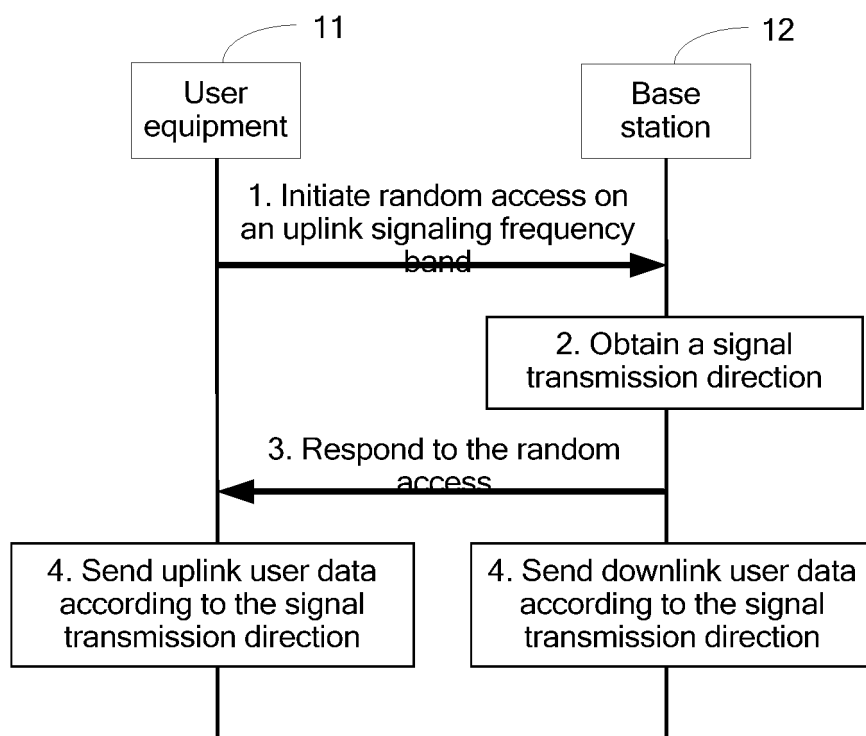 11
12
User
equipment
Base
station
1. Initiate random access on
an uplink signaling frequency
band
2. Obtain a signal
transmission direction
3. Respond to the random
access
4. Send uplink user data
according to the signal
transmission direction
4. Send downlink user data
according to the signal
transmission direction